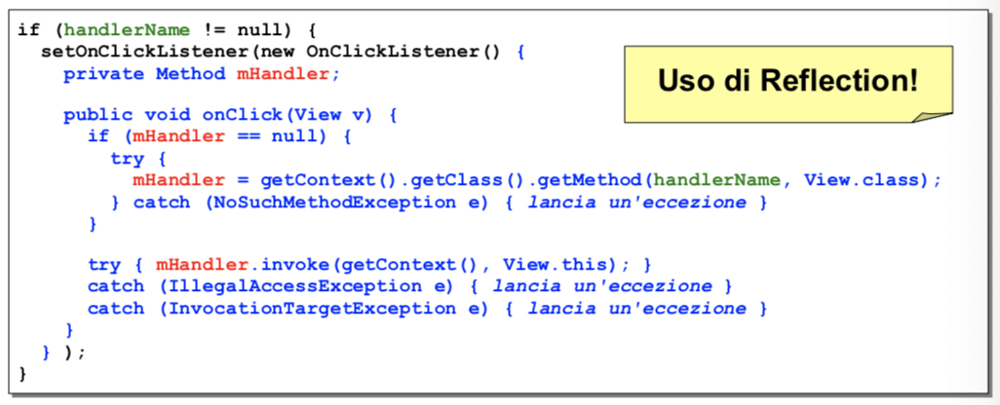 if (handlerName != null) {
  setOnClickListener(new OnClickListener() {
    private Method mHandler;
Uso di Reflection!
    public void onClick(View v) {
      if (mHandler == null) {
        try {
          mHandler = getContext().getClass().getMethod(handlerName, View.class);
        } catch (NoSuchMethodException e) { lancia un'eccezione }
      }
      try { mHandler.invoke(getContext(), View.this); }
      catch (IllegalAccessException e) { lancia un'eccezione }
      catch (InvocationTargetException e) { lancia un'eccezione }
    }
  } );
}